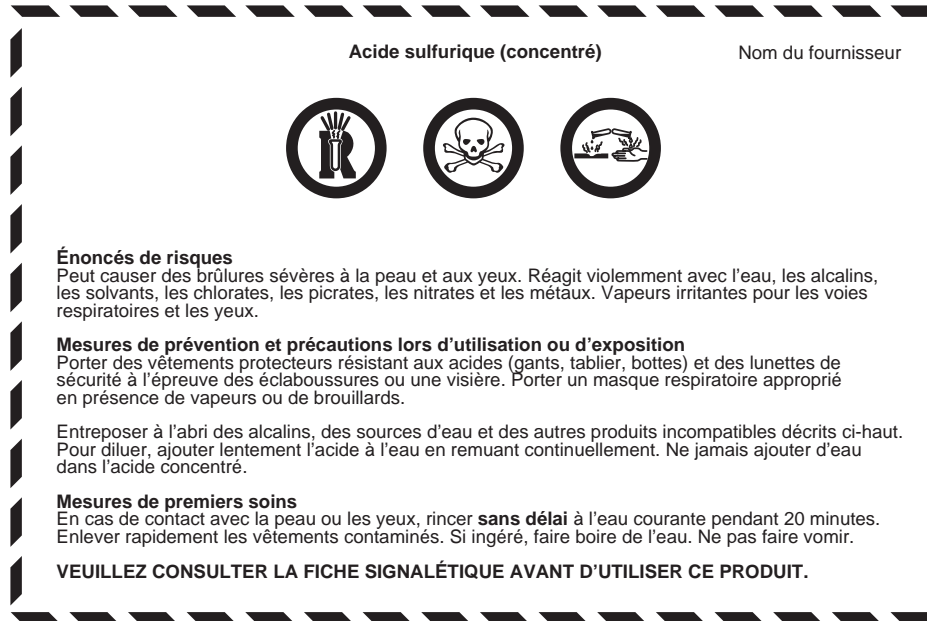 Acide sulfurique (concentré) Nom du fournisseur
R
Énoncés de risques
Peut causer des brûlures sévères à la peau et aux yeux. Réagit violemment avec l'eau, les alcalins,
les solvants, les chlorates, les picrates, les nitrates et les métaux. Vapeurs irritantes pour les voies
respiratoires et les yeux.
Mesures de prévention et précautions lors d'utilisation ou d'exposition
Porter des vêtements protecteurs résistant aux acides (gants, tablier, bottes) et des lunettes de
sécurité à l'épreuve des éclaboussures ou une visière. Porter un masque respiratoire approprié
en présence de vapeurs ou de brouillards.
Entreposer à l'abri des alcalins, des sources d'eau et des autres produits incompatibles décrits ci-haut.
Pour diluer, ajouter lentement l'acide à l'eau en remuant continuellement. Ne jamais ajouter d'eau
dans l'acide concentré.
Mesures de premiers soins
En cas de contact avec la peau ou les yeux, rincer sans délai à l'eau courante pendant 20 minutes.
Enlever rapidement les vêtements contaminés. Si ingéré, faire boire de l'eau. Ne pas faire vomir.
VEUILLEZ CONSULTER LA FICHE SIGNALÉTIQUE AVANT D'UTILISER CE PRODUIT.